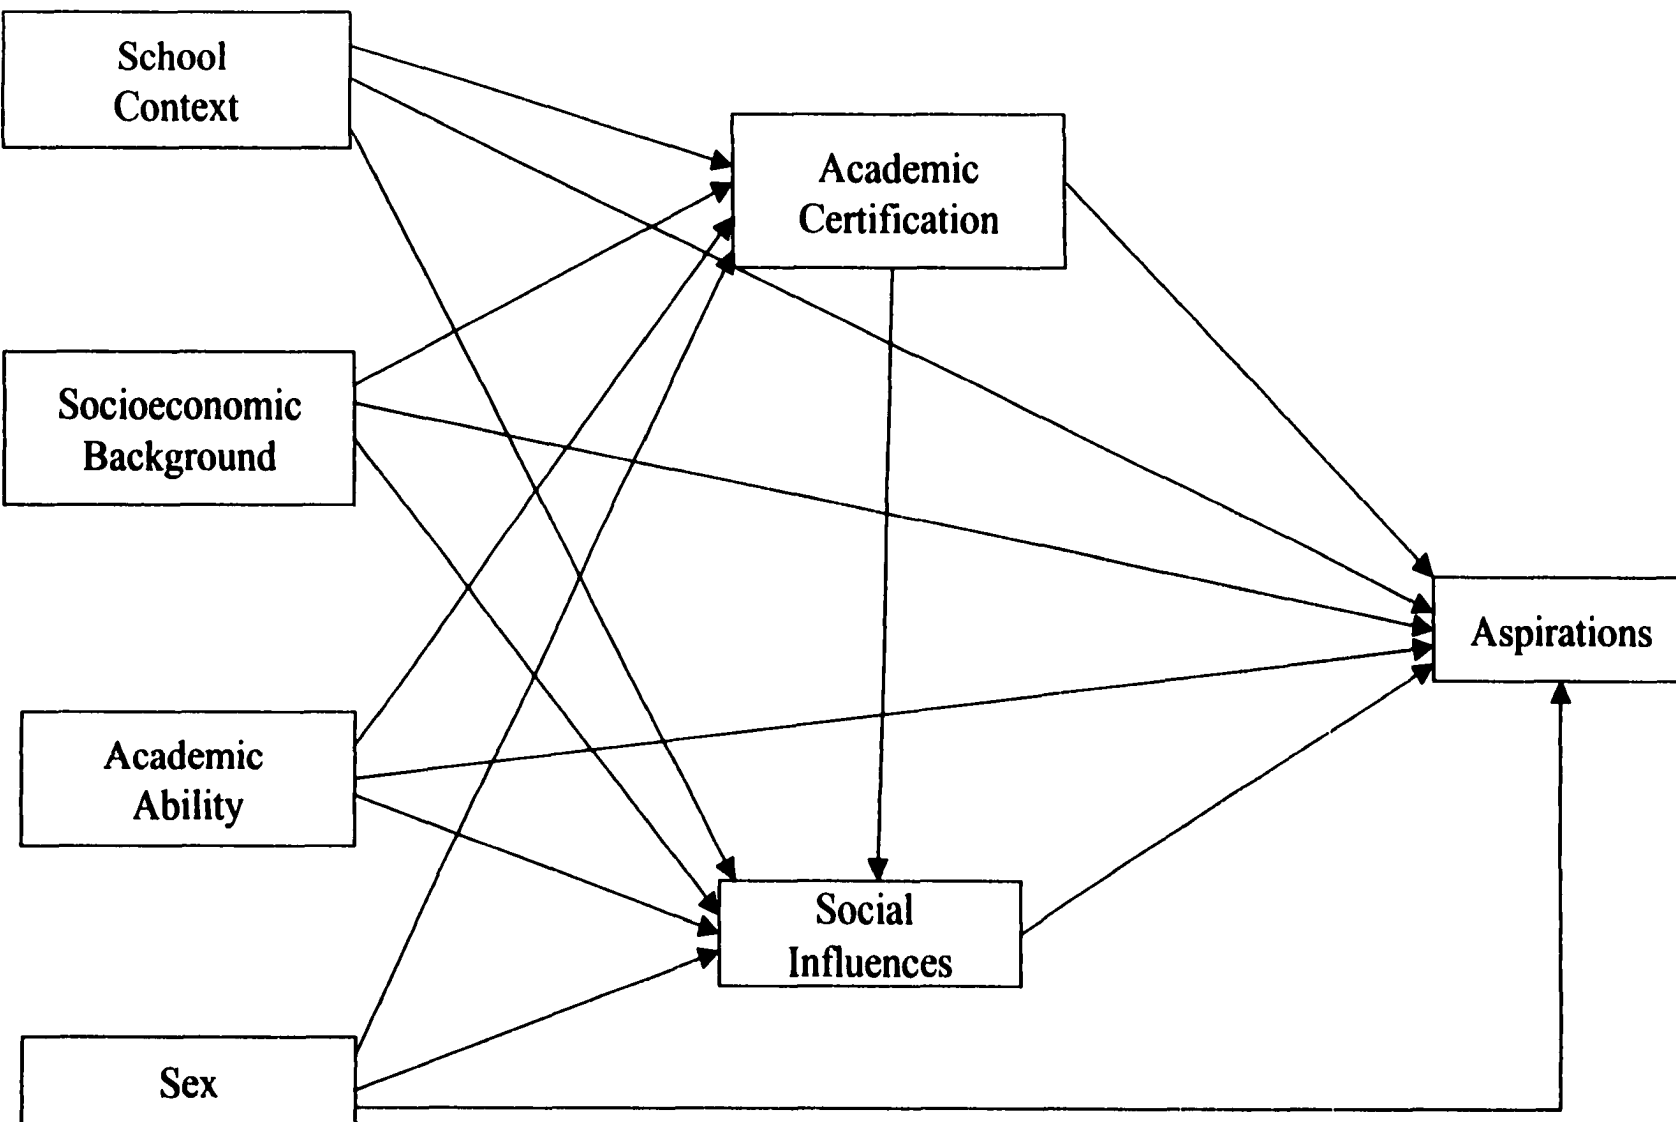 School
Context
Academic
Certification
Socioeconomic
Background
Aspirations
Academic
Ability
Social
Influences
Sex